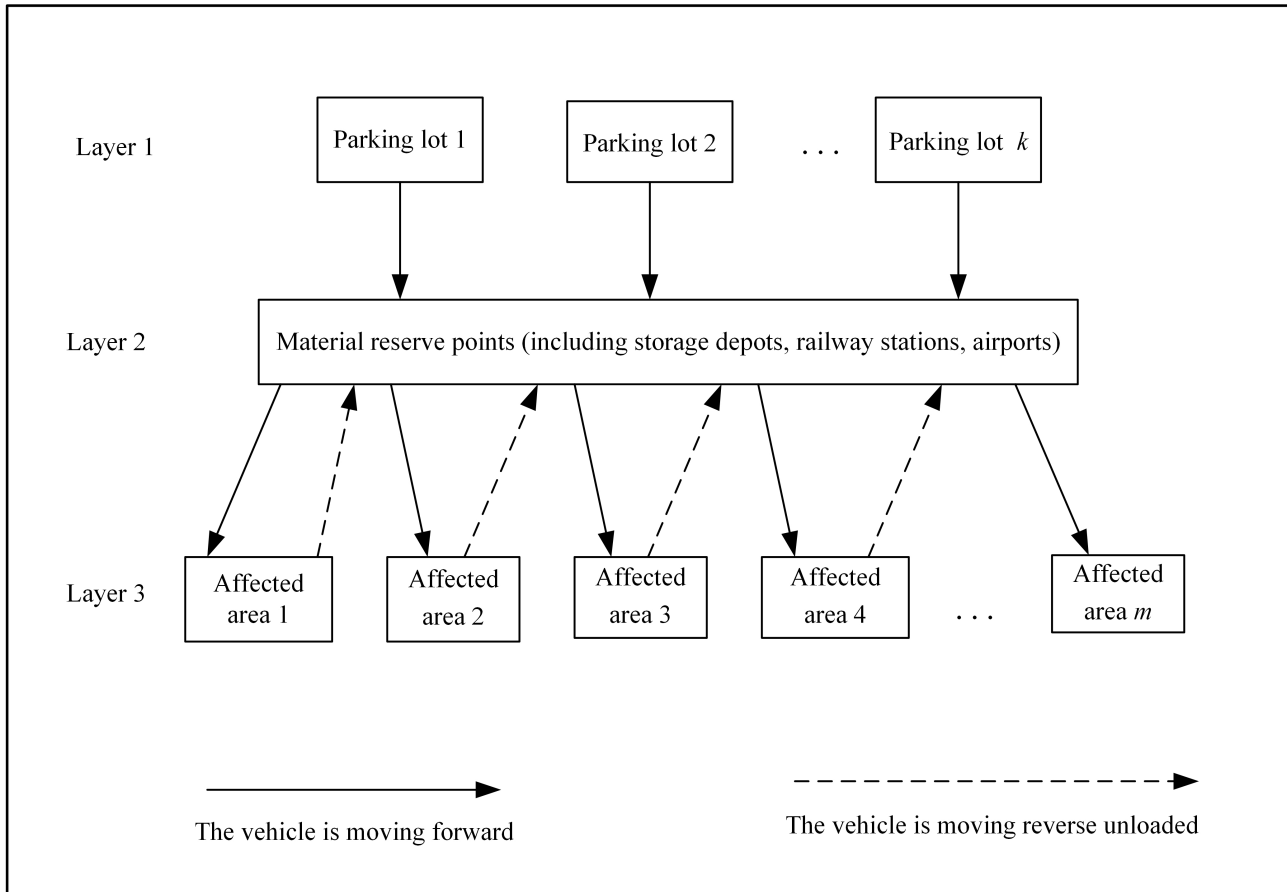 Layer 1
Parking lot 1
Parking lot 2
. . .
Parking lot k
Layer 2
Material reserve points (including storage depots, railway stations, airports)
Layer 3
Affected
area 1
Affected
area 2
Affected
area 3
Affected
area 4
. . .
Affected
area m
The vehicle is moving forward
The vehicle is moving reverse unloaded